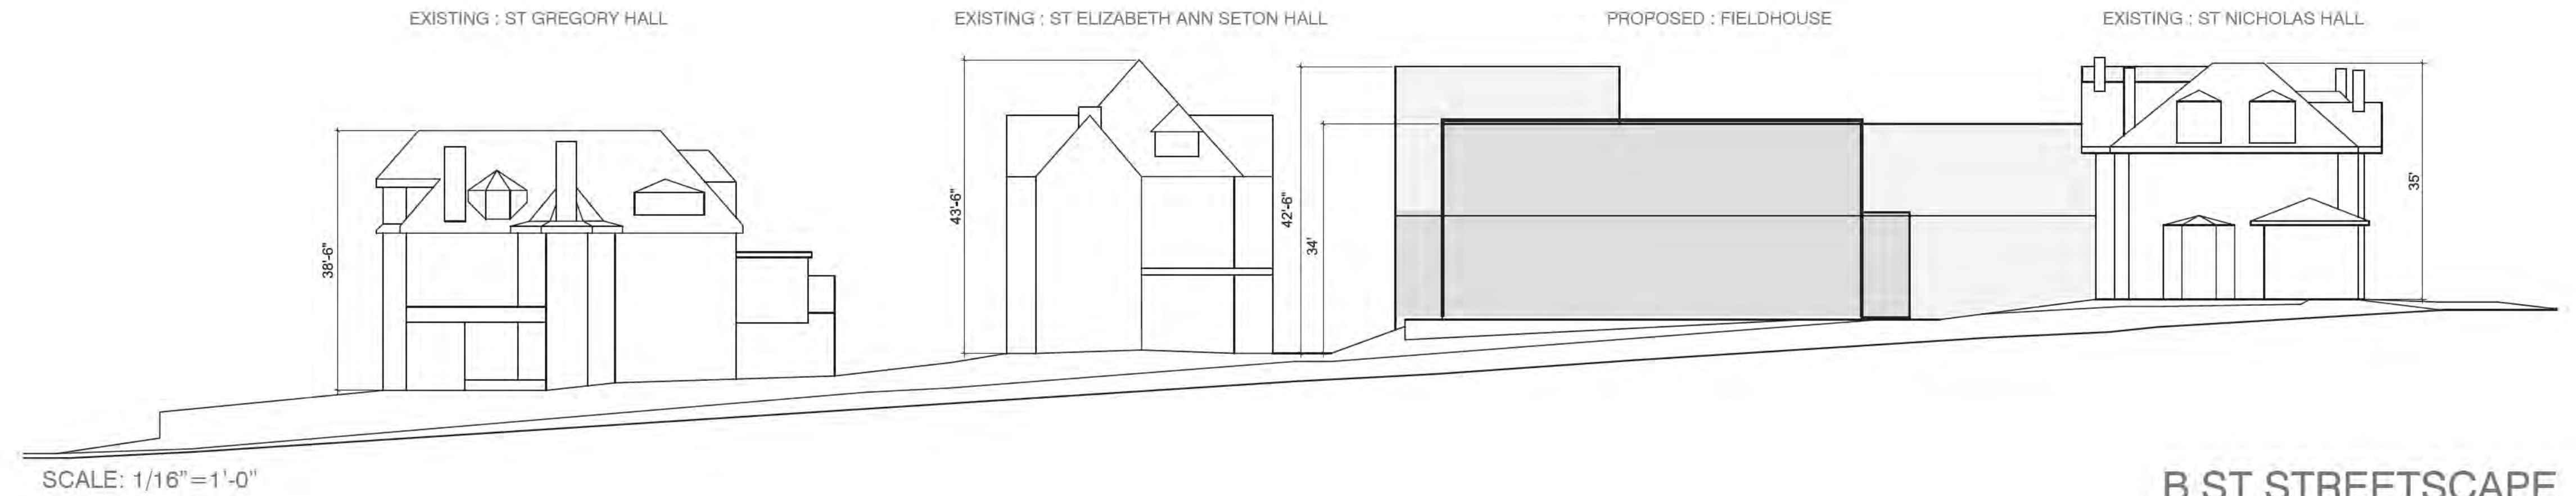 EXISTING : ST GREGORY HALL
EXISTING : ST ELIZABETH ANN SETON HALL
PROPOSED : FIELDHOUSE
EXISTING : ST NICHOLAS HALL
38'-6"
43'-6"
42'-6"
34'
35'
SCALE: 1/16"=1'-0"
B ST STREETSCAPE